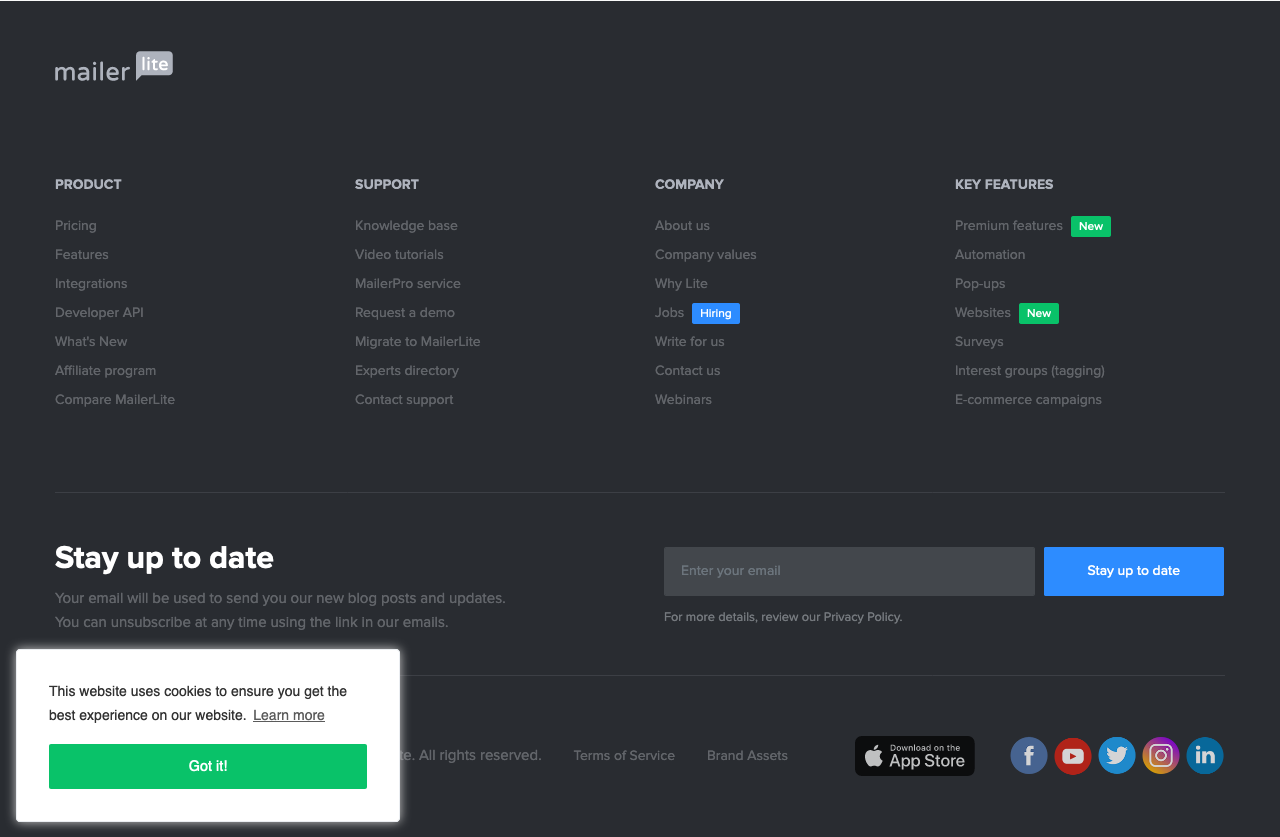 mailer lite
PRODUCT
Pricing
Features
Integrations
Developer API
What's New
Affiliate program
Compare MailerLite
SUPPORT
Knowledge base
Video tutorials
MailerPro service
Request a demo
Migrate to MailerLite
Experts directory
Contact support
COMPANY
About us
Company values
Why Lite
Jobs Hiring
Write for us
Contact us
Webinars
KEY FEATURES
Premium features New
Automation
Pop-ups
Websites New
Surveys
Interest groups (tagging)
E-commerce campaigns
Stay up to date
Your email will be used to send you our new blog posts and updates.
You can unsubscribe at any time using the link in our emails.
Enter your email
Stay up to date
For more details, review our Privacy Policy.
This website uses cookies to ensure you get the
best experience on our website. Learn more
Got it!
All rights reserved.
Terms of Service
Brand Assets
Download on the
App Store
f
in